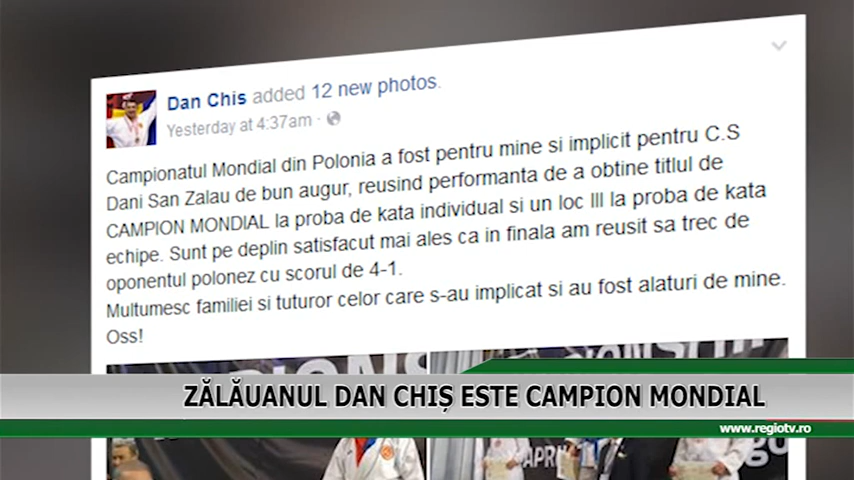 Dan Chis added 12 new photos.
Yesterday at 4:37am ·
Campionatul Mondial din Polonia a fost pentru mine si implicit pentru C.S
Dani San Zalau de bun augur, reusind performanta de a obtine titlul de
CAMPION MONDIAL la proba de kata individual si un loc III la proba de kata
echipe. Sunt pe deplin satisfacut mai ales ca in finala am reusit sa trec de
oponentul polonez cu scorul de 4-1.
Multumesc familiei si tuturor celor care s-au implicat si au fost alaturi de mine.
Oss!
ZĂLĂUANUL DAN CHIȘ ESTE CAMPION MONDIAL
www.regiotv.ro